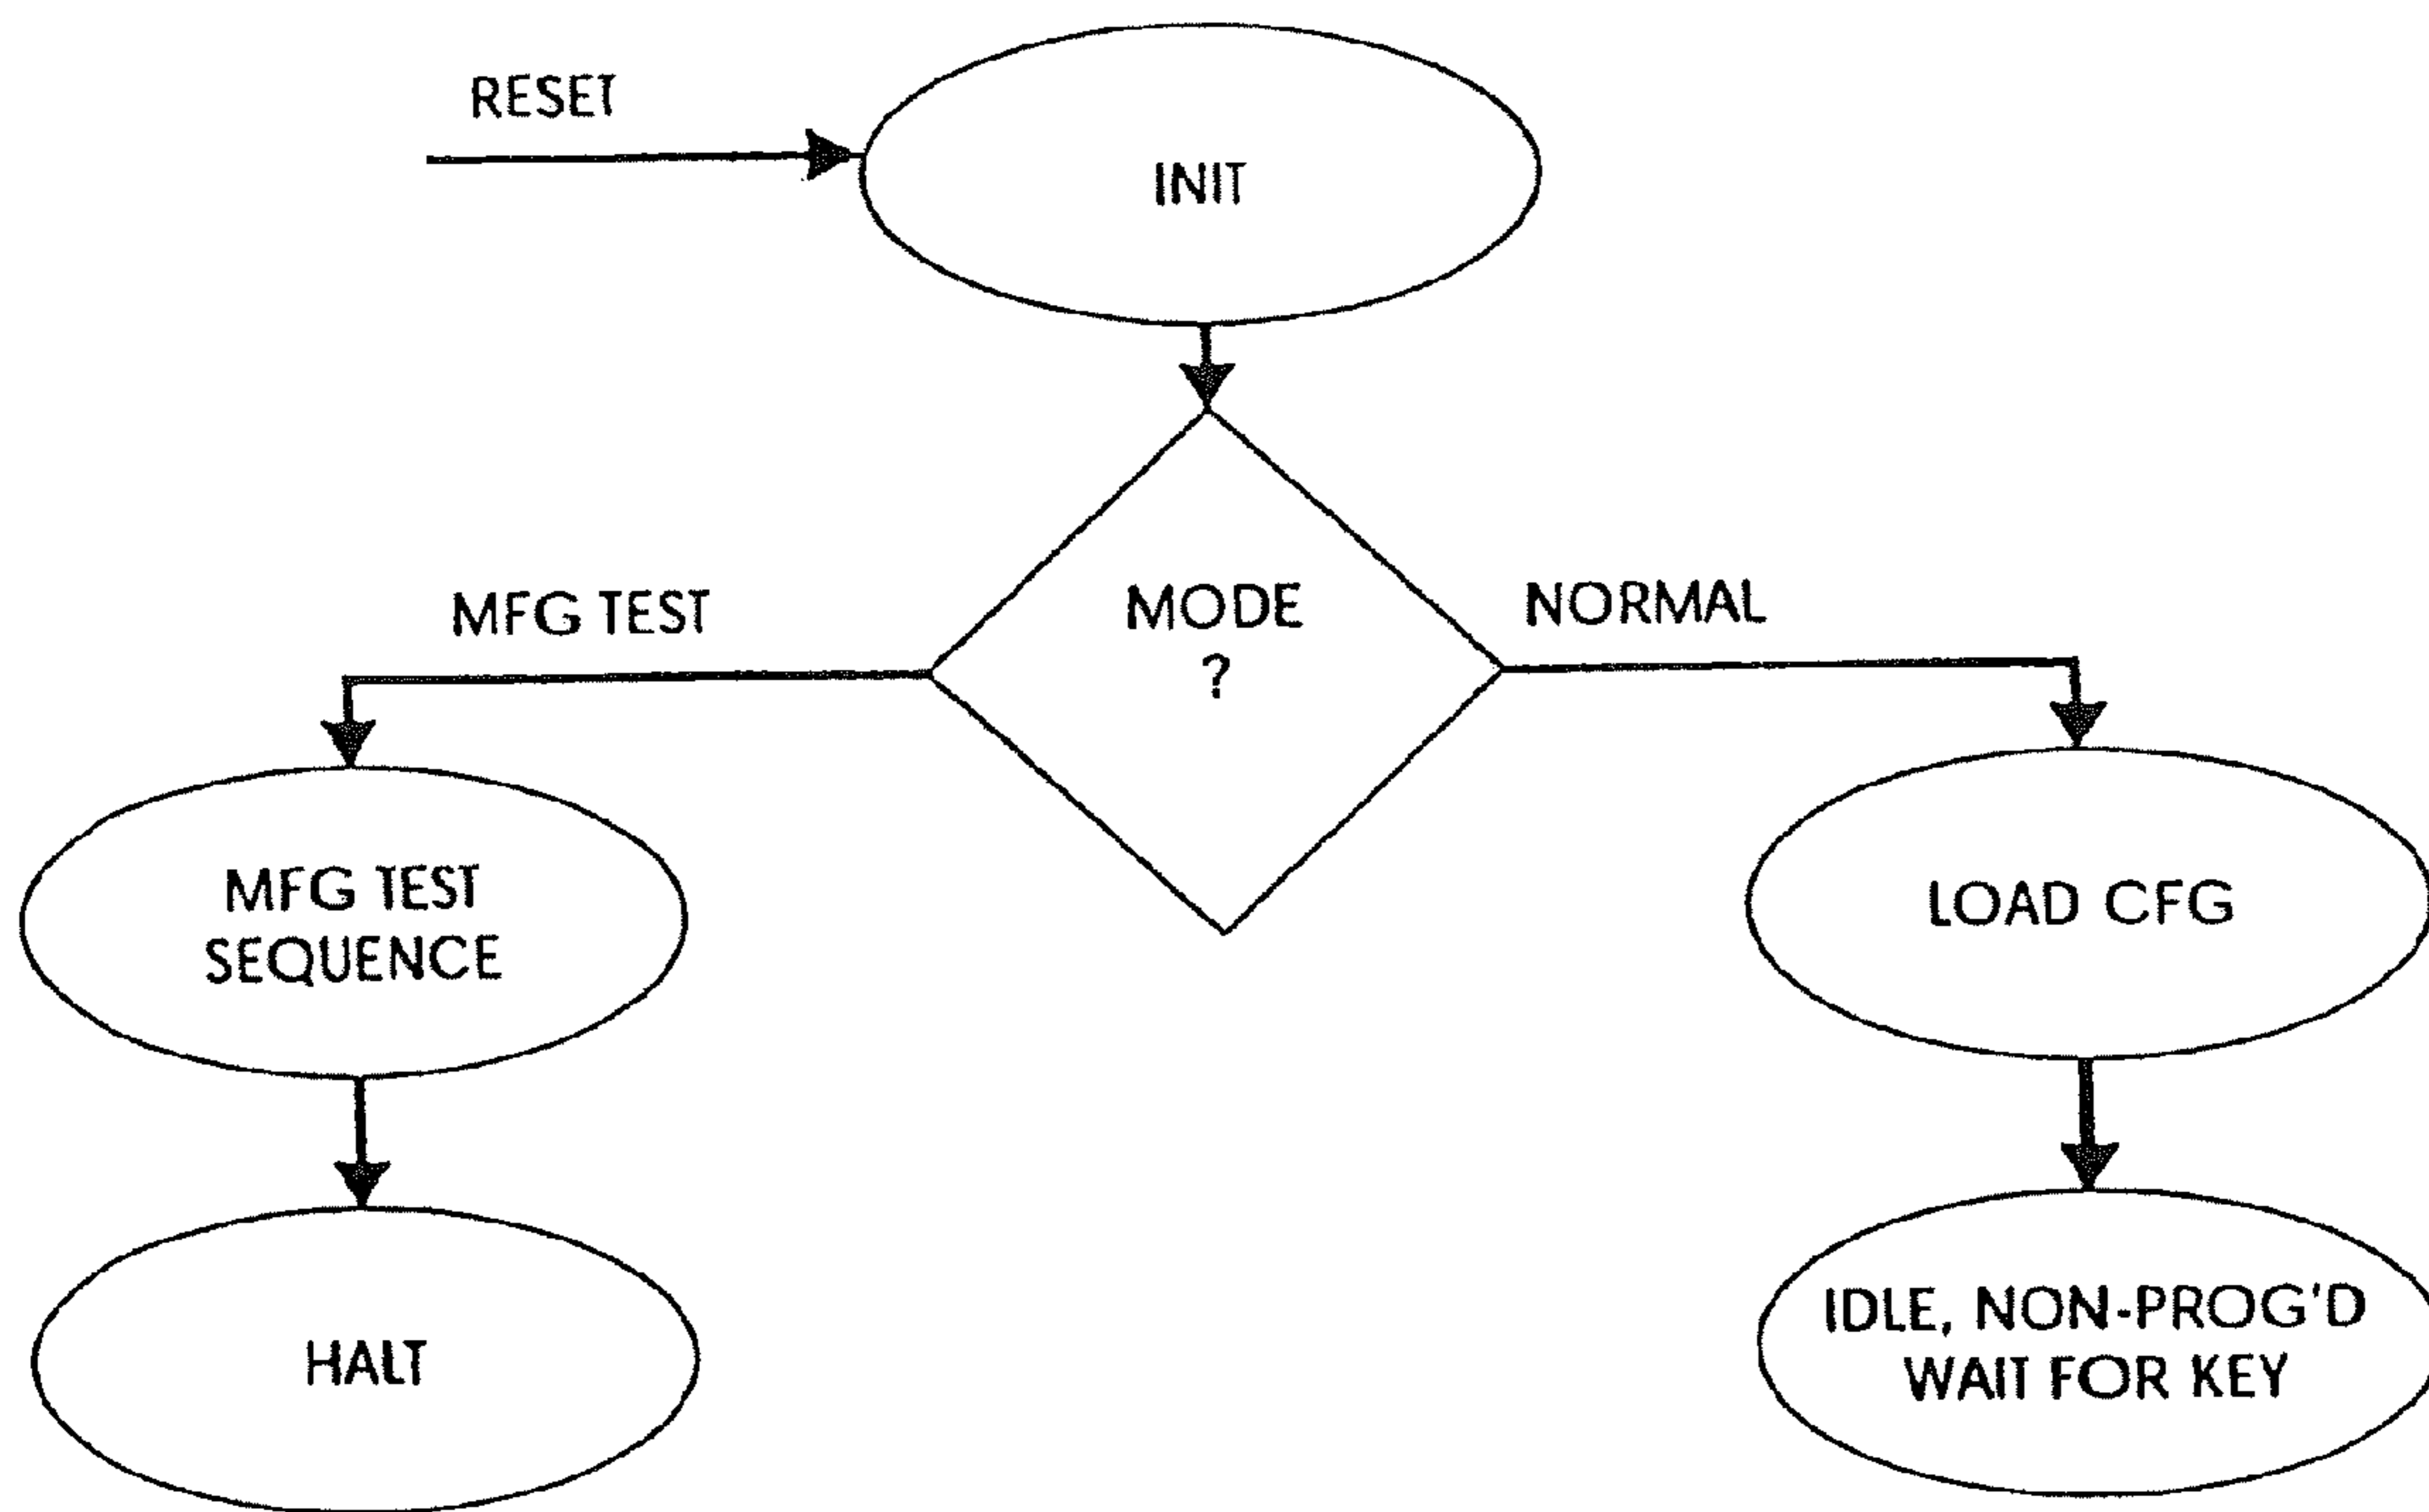 RESET
INIT
MODE
?
MFG TEST
NORMAL
MFG TEST
SEQUENCE
LOAD CFG
HALT
IDLE, NON-PROG'D
WAIT FOR KEY